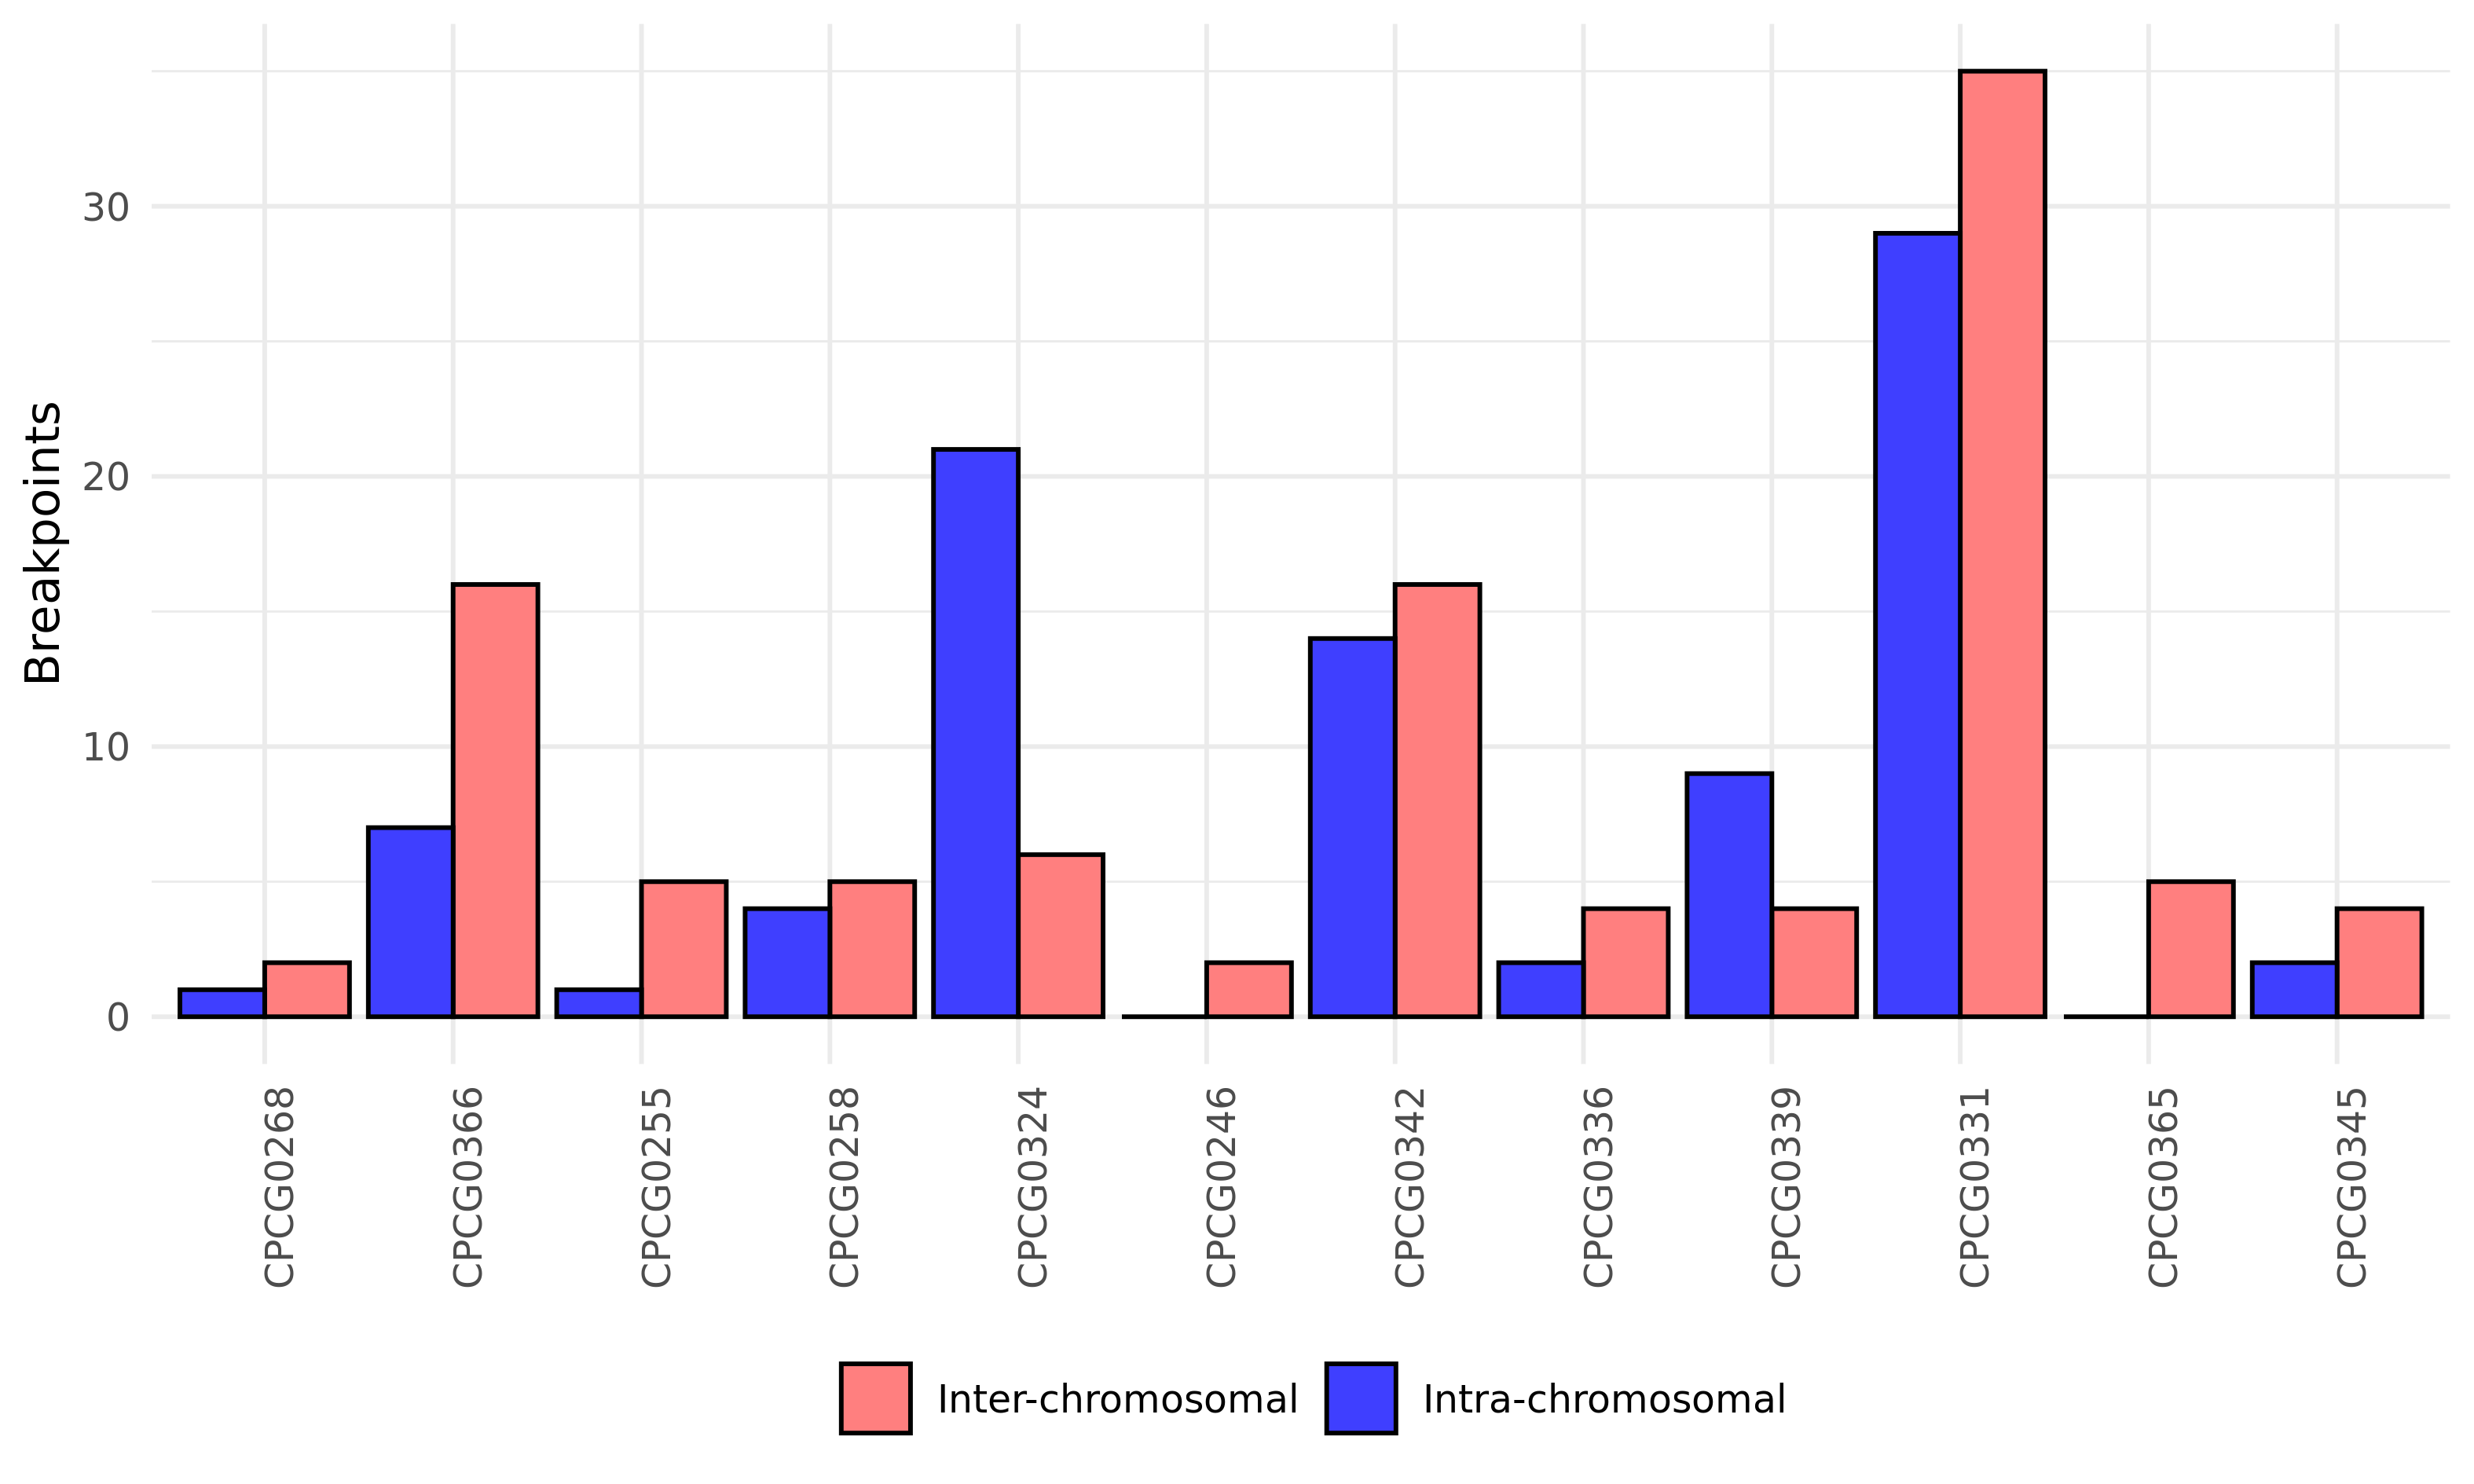 Breakpoints
30
20
10
0
CPCG0268
CPCG0366
CPCG0255
CPCG0258
CPCG0324
CPCG0246
CPCG0342
CPCG0336
CPCG0339
CPCG0331
CPCG0365
CPCG0345
Inter-chromosomal
Intra-chromosomal